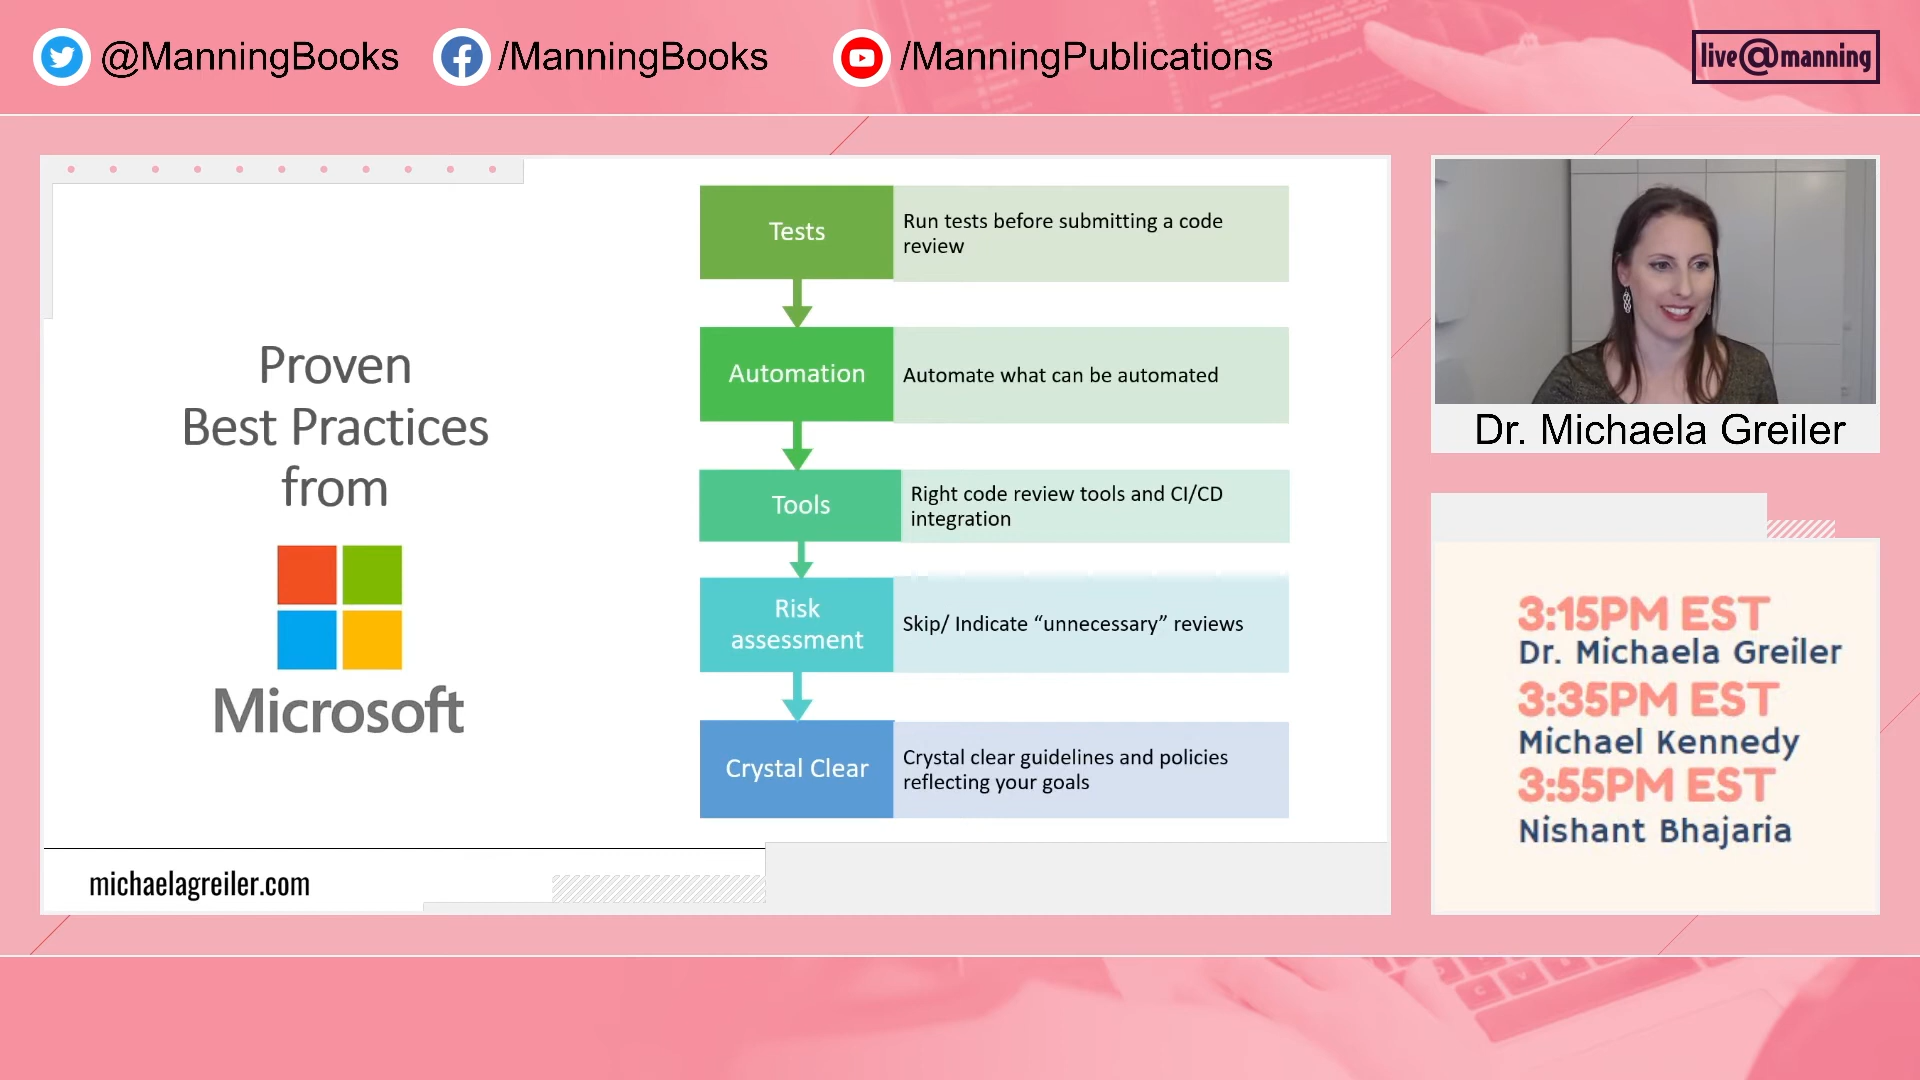 @ManningBooks
/ManningBooks
/ManningPublications
live@manning
Proven
Best Practices
from
Microsoft
Tests
Run tests before submitting a code
review
Automation
Automate what can be automated
Tools
Right code review tools and CI/CD
integration
Risk
assessment
Skip/ Indicate “unnecessary” reviews
Crystal Clear
Crystal clear guidelines and policies
reflecting your goals
michaelagreiler.com
Dr. Michaela Greiler
3:15PM EST
Dr. Michaela Greiler
3:35PM EST
Michael Kennedy
3:55PM EST
Nishant Bhajaria